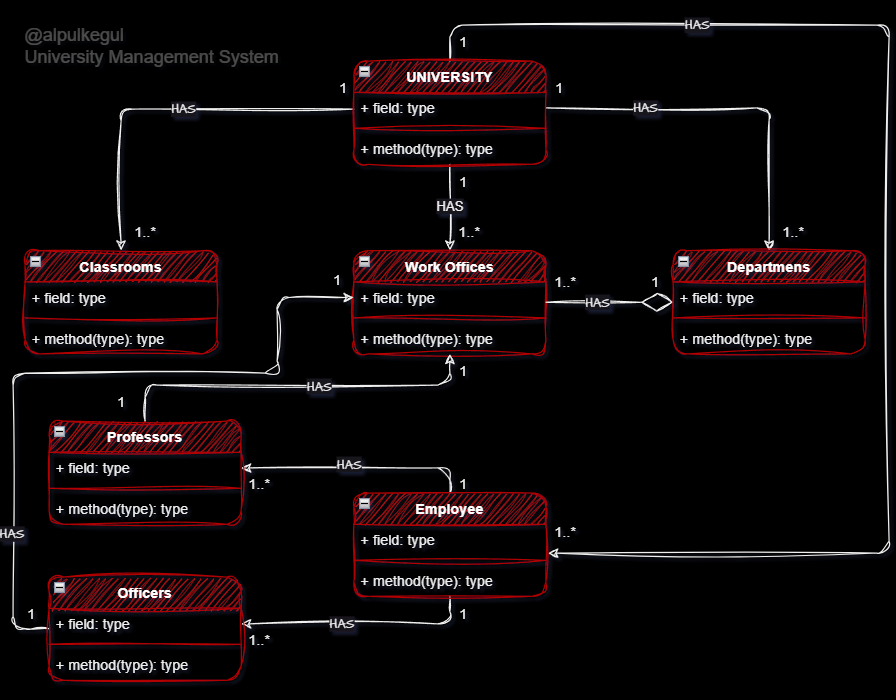 @alpulkegul
University Management System
HAS
1
UNIVERSITY
+ field: type
+ method(type): type
1
1
HAS
HAS
1
HAS
1..*
1..*
1..*
Classrooms
+ field: type
+ method(type): type
Work Offices
+ field: type
+ method(type): type
Departmens
+ field: type
+ method(type): type
1
1..*
HAS
1
1
HAS
1
Professors
+ field: type
+ method(type): type
HAS
1..*
1
Employee
+ field: type
+ method(type): type
1..*
HAS
1
Officers
+ field: type
+ method(type): type
1
HAS
1..*